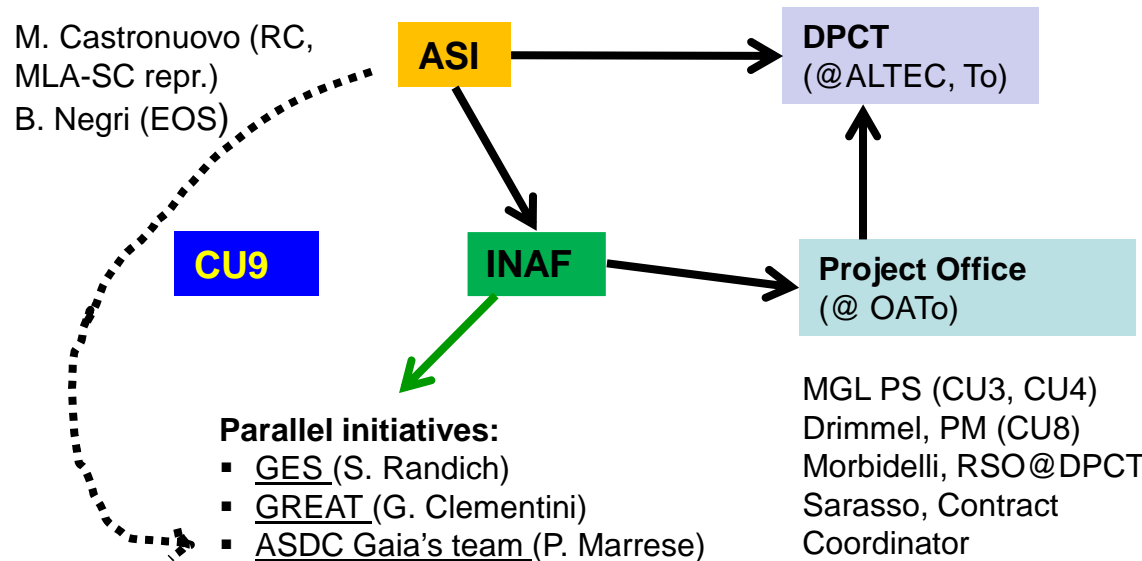 M. Castronuovo (RC,
MLA-SC repr.)
B. Negri (EOS)
ASI
DPCT
(@ALTEC, To)
CU9
INAF
Project Office
(@ OATo)
Parallel initiatives:
▪ GES (S. Randich)
▪ GREAT (G. Clementini)
▪ ASDC Gaia's team (P. Marrese)
MGL PS (CU3, CU4)
Drimmel, PM (CU8)
Morbidelli, RSO@DPCT
Sarasso, Contract
Coordinator